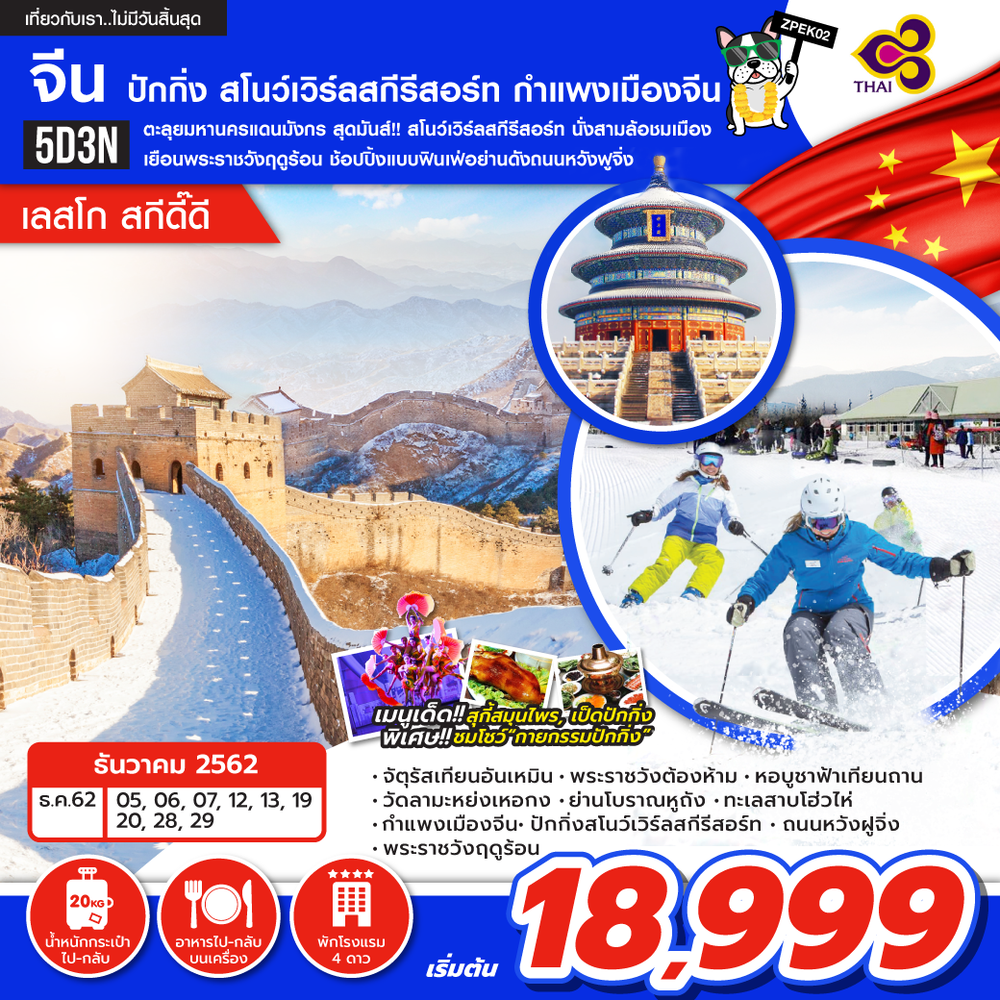 เที่ยวกับเรา..ไม่มีวันสิ้นสุด
ZPEK02
THAI
จีน ปักกิ่ง สโนว์เวิร์ลสกีรีสอร์ท กำแพงเมืองจีน
5D3N
ตะลุยมหานครแดนมังกร สุดมันส์!! สโนว์เวิร์ลสกีรีสอร์ท นั่งสามล้อชมเมือง
เยือนพระราชวังฤดูร้อน ช้อปปิ้งแบบฟินเฟ่อย่านดังถนนหวังฟูจิ่ง
เลสโก สกีดี๊ดี
เมนูเด็ด!! สุกี้สมุนไพร, เป็ดปักกิ่ง
พิเศษ!! ชมโชว์"กายกรรมปักกิ่ง"
ธันวาคม 2562
ธ.ค.62
05, 06, 07, 12, 13, 19
20, 28, 29
• จัตุรัสเทียนอันเหมิน • พระราชวังต้องห้าม • หอบูชาฟ้าเทียนถาน
• วัดลามะหย่งเหอกง • ย่านโบราณหูถัง • ทะเลสาบโฮ่วไห่
• กำแพงเมืองจีน• ปักกิ่งสโนว์เวิร์ลสกีรีสอร์ท • ถนนหวังฝูจิ่ง
• พระราชวังฤดูร้อน
20KG
น้ำหนักกระเป๋า
ไป-กลับ
อาหารไป-กลับ
บนเครื่อง
พักโรงแรม
4 ดาว
เริ่มต้น 18,999